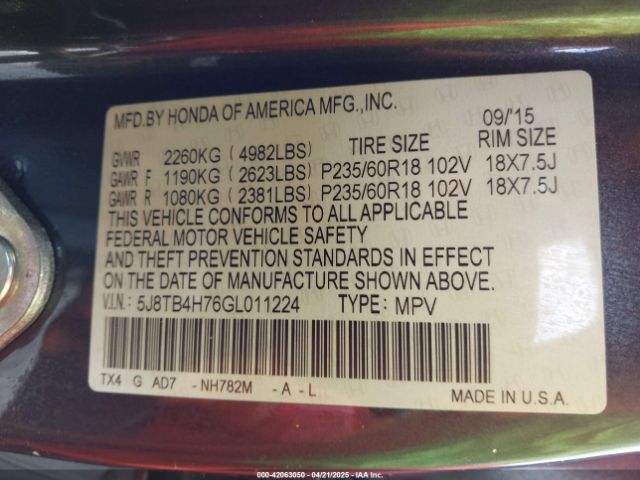 MFD.BY HONDA OF AMERICA MFG.,INC. 09/'15
GVWR 2260KG ( 4982LBS) TIRE SIZE RIM SIZE
GAWR F 1190KG ( 2623LBS) P235/60R18 102V 18X7.5J
GAWR R 1080KG ( 2381LBS) P235/60R18 102V 18X7.5J
THIS VEHICLE CONFORMS TO ALL APPLICABLE
FEDERAL MOTOR VEHICLE SAFETY
AND THEFT PREVENTION STANDARDS IN EFFECT
ON THE DATE OF MANUFACTURE SHOWN ABOVE.
V.I.N.: 5J8TB4H76GL011224 TYPE: MPV
TX4 G AD7 -NH782M -A-L MADE IN U.S.A.
000-42063050 04/21/2025 IAAI.COM